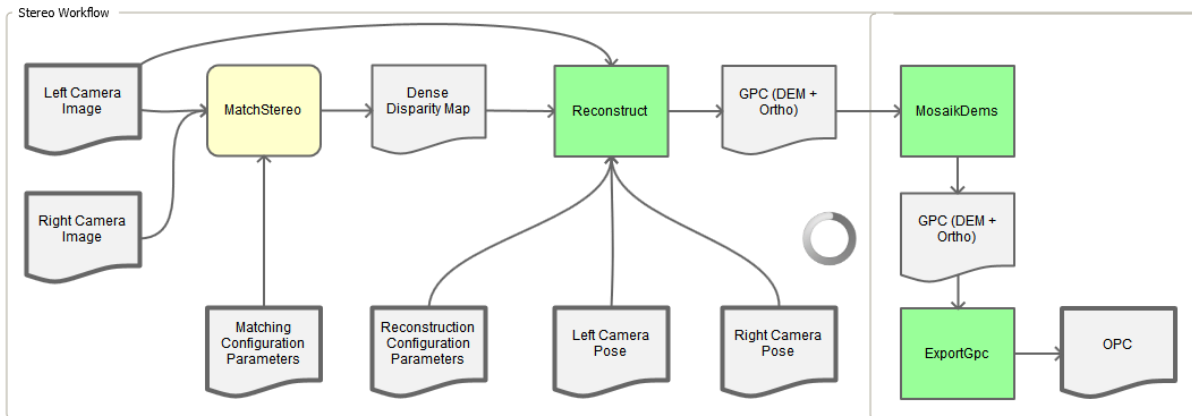 Stereo Workflow
Left Camera
Image
MatchStereo
Dense
Disparity Map
Reconstruct
GPC (DEM +
Ortho)
MosaikDems
Right Camera
Image
GPC (DEM +
Ortho)
Matching
Configuration
Parameters
Reconstruction
Configuration
Parameters
Left Camera
Pose
Right Camera
Pose
ExportGpc
OPC